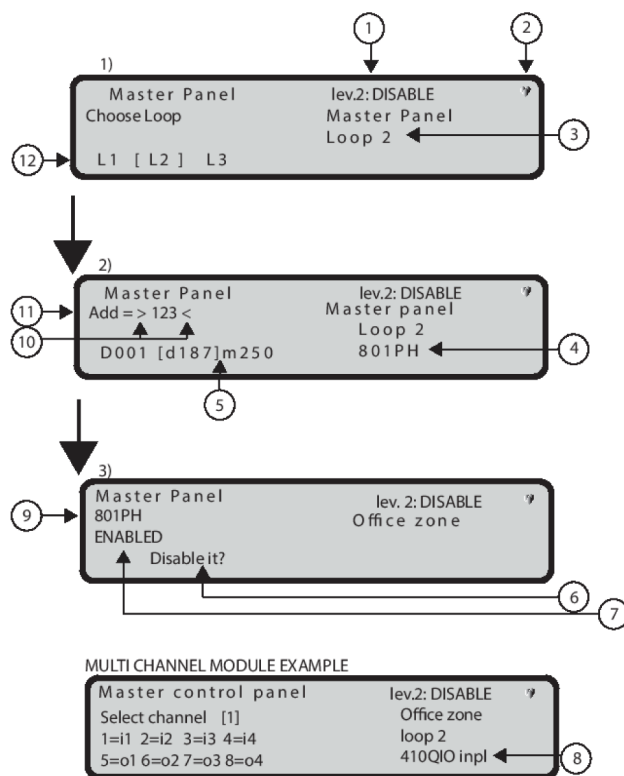 1
2
1)
Master Panel lev.2: DISABLE
Choose Loop Master Panel
Loop 2
3
12
L1 [ L2 ] L3
2)
Master Panel lev.2: DISABLE
11
Add = > 123 < Master panel
10
Loop 2
D001 [d187]m250 801PH
4
5
3)
Master Panel lev. 2: DISABLE
9
801PH Office zone
ENABLED
Disable it?
6
7
MULTI CHANNEL MODULE EXAMPLE
Master control panel lev.2: DISABLE
Select channel [1] Office zone
1=i1 2=i2 3=i3 4=i4 loop 2
5=o1 6=o2 7=o3 8=o4 410QIO inpl
8